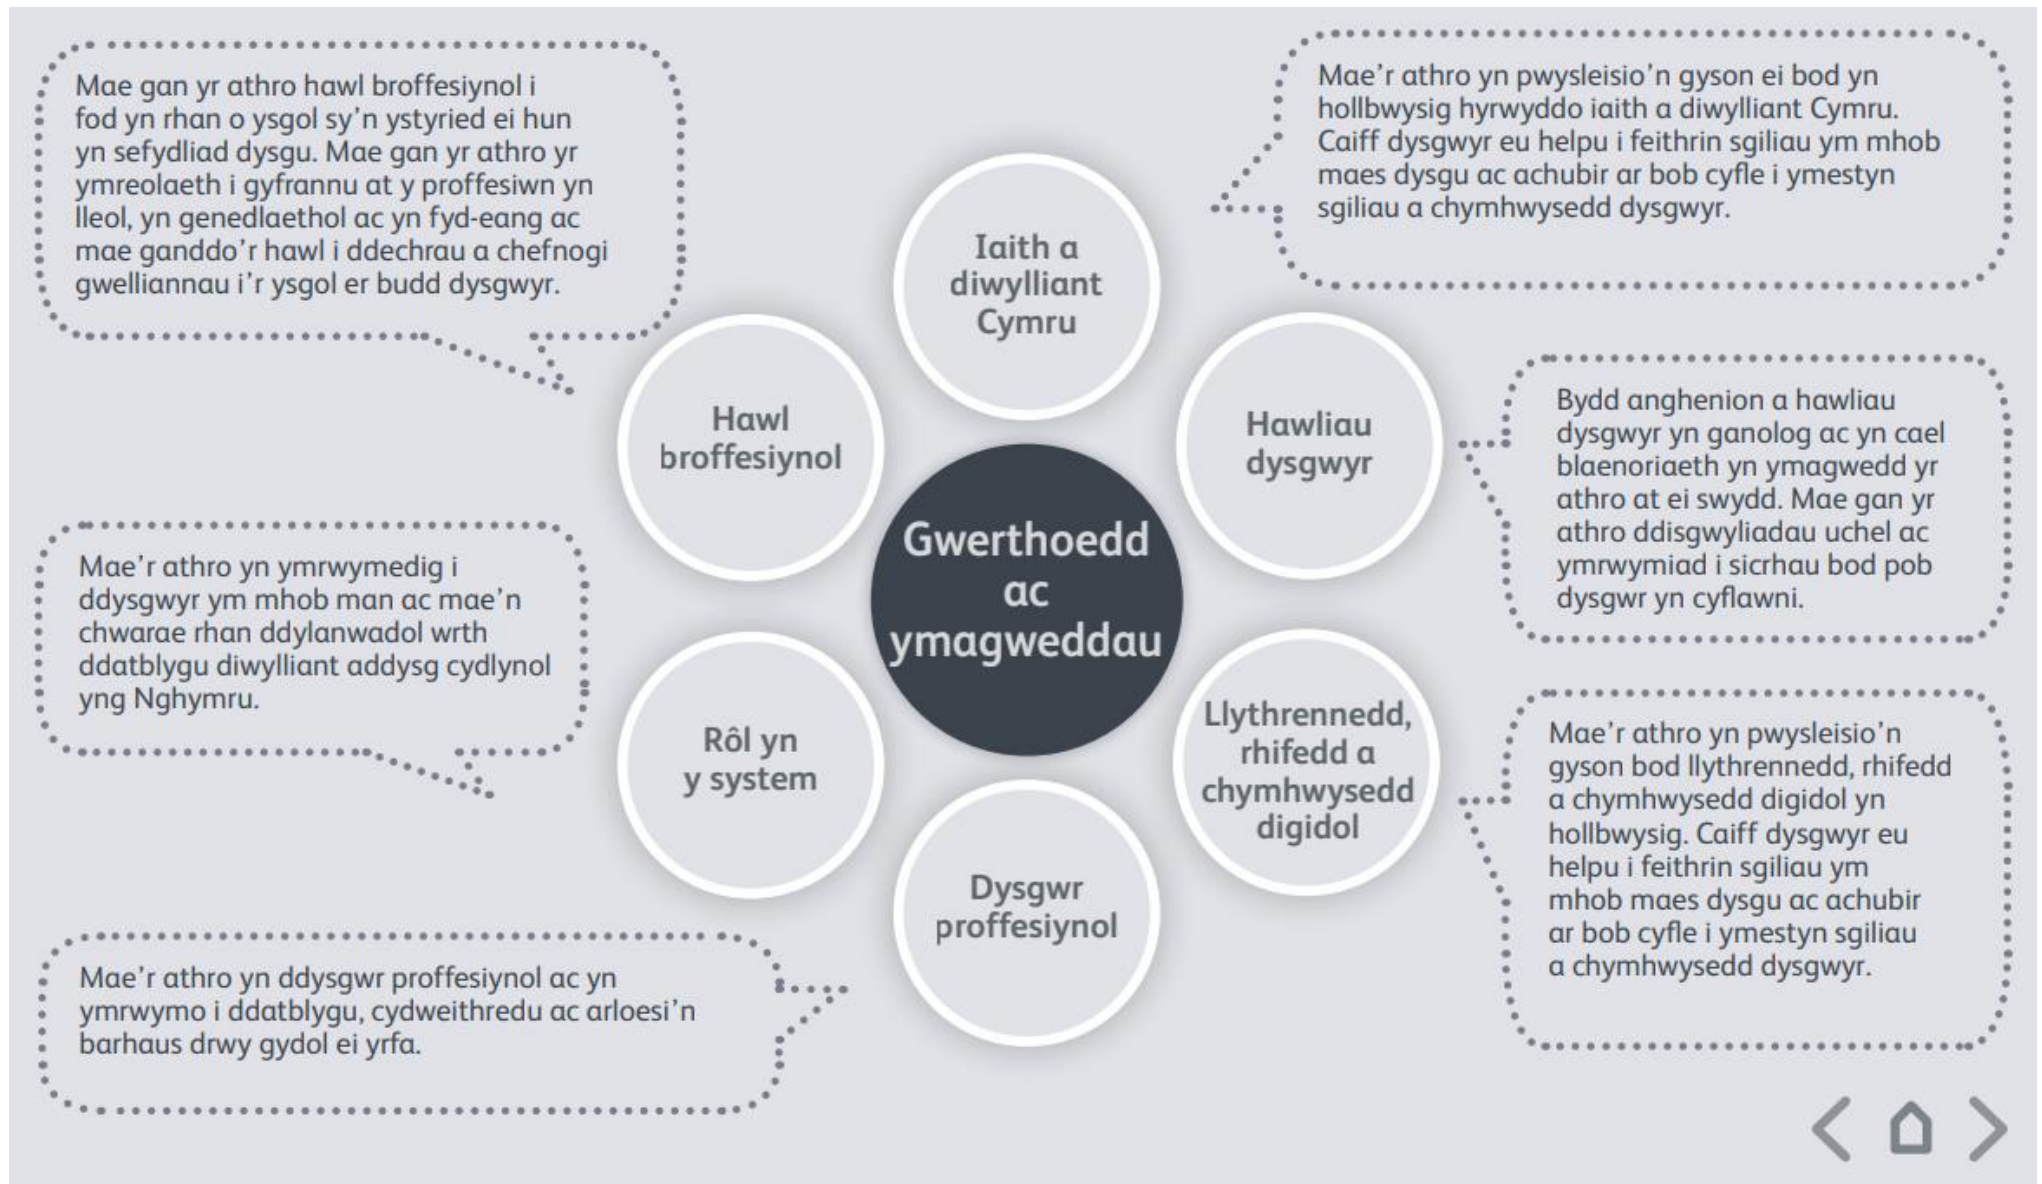 Mae gan yr athro hawl broffesiynol i
fod yn rhan o ysgol sy'n ystyried ei hun
yn sefydliad dysgu. Mae gan yr athro yr
ymreolaeth i gyfrannu at y proffesiwn yn
lleol, yn genedlaethol ac yn fyd-eang ac
mae ganddo'r hawl i ddechrau a chefnogi
gwelliannau i'r ysgol er budd dysgwyr.
Mae'r athro yn pwysleisio'n gyson ei bod yn
hollbwysig hyrwyddo iaith a diwylliant Cymru.
Caiff dysgwyr eu helpu i feithrin sgiliau ym mhob
maes dysgu ac achubir ar bob cyfle i ymestyn
sgiliau a chymhwysedd dysgwyr.
Iaith a
diwylliant
Cymru
Hawl
broffesiynol
Hawliau
dysgwyr
Bydd anghenion a hawliau
dysgwyr yn ganolog ac yn cael
blaenoriaeth yn ymagwedd yr
athro at ei swydd. Mae gan yr
athro ddisgwyliadau uchel ac
ymrwymiad i sicrhau bod pob
dysgwr yn cyflawni.
Gwerthoedd
ac
ymagweddau
Mae'r athro yn ymrwymedig i
ddysgwyr ym mhob man ac mae'n
chwarae rhan ddylanwadol wrth
ddatblygu diwylliant addysg cydlynol
yng Nghymru.
Rôl yn
y system
Llythrennedd,
rhifedd a
chymhwysedd
digidol
Mae'r athro yn pwysleisio'n
gyson bod llythrennedd, rhifedd
a chymhwysedd digidol yn
hollbwysig. Caiff dysgwyr eu
helpu i feithrin sgiliau ym
mhob maes dysgu ac achubir
ar bob cyfle i ymestyn sgiliau
a chymhwysedd dysgwyr.
Dysgwr
proffesiynol
Mae'r athro yn ddysgwr proffesiynol ac yn
ymrwymo i ddatblygu, cydweithredu ac arloesi'n
barhaus drwy gydol ei yrfa.